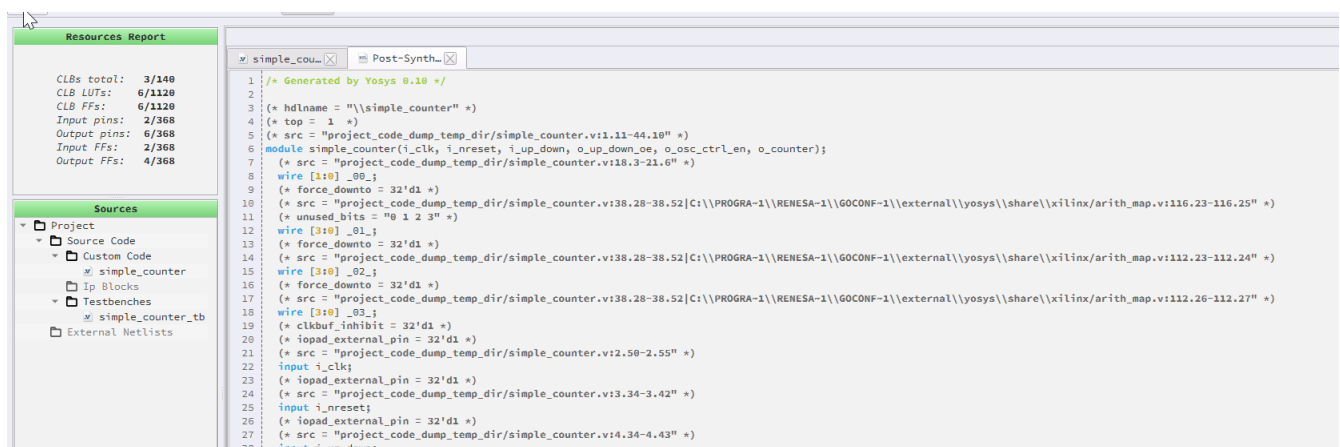 Resources Report
CLBs total: 3/140
CLB LUTs: 6/1120
CLB FFs: 6/1120
Input pins: 2/368
Output pins: 6/368
Input FFs: 2/368
Output FFs: 4/368
Sources
Project
Source Code
Custom Code
simple_counter
Ip Blocks
Testbenches
simple_counter_tb
External Netlists
simple_cou…
Post-Synth…
1 /* Generated by Yosys 0.10 */
2
3 (* hdlname = "\\simple_counter" *)
4 (* top = 1 *)
5 (* src = "project_code_dump_temp_dir/simple_counter.v:1.11-44.10" *)
6 module simple_counter(i_clk, i_nreset, i_up_down, o_up_down_oe, o_osc_ctrl_en, o_counter);
7 (* src = "project_code_dump_temp_dir/simple_counter.v:18.3-21.6" *)
8 wire [1:0] _00_;
9 (* force_downto = 32'd1 *)
10 (* src = "project_code_dump_temp_dir/simple_counter.v:38.28-38.52|C:\\PROGRA~1\\RENESA~1\\GOCONF~1\\external\\yosys\\share\\xilinx/arith_map.v:116.23-116.25" *)
11 (* unused_bits = "0 1 2 3" *)
12 wire [3:0] _01_;
13 (* force_downto = 32'd1 *)
14 (* src = "project_code_dump_temp_dir/simple_counter.v:38.28-38.52|C:\\PROGRA~1\\RENESA~1\\GOCONF~1\\external\\yosys\\share\\xilinx/arith_map.v:112.23-112.24" *)
15 wire [3:0] _02_;
16 (* force_downto = 32'd1 *)
17 (* src = "project_code_dump_temp_dir/simple_counter.v:38.28-38.52|C:\\PROGRA~1\\RENESA~1\\GOCONF~1\\external\\yosys\\share\\xilinx/arith_map.v:112.26-112.27" *)
18 wire [3:0] _03_;
19 (* clkbuf_inhibit = 32'd1 *)
20 (* iopad_external_pin = 32'd1 *)
21 (* src = "project_code_dump_temp_dir/simple_counter.v:2.50-2.55" *)
22 input i_clk;
23 (* iopad_external_pin = 32'd1 *)
24 (* src = "project_code_dump_temp_dir/simple_counter.v:3.34-3.42" *)
25 input i_nreset;
26 (* iopad_external_pin = 32'd1 *)
27 (* src = "project_code_dump_temp_dir/simple_counter.v:4.34-4.43" *)